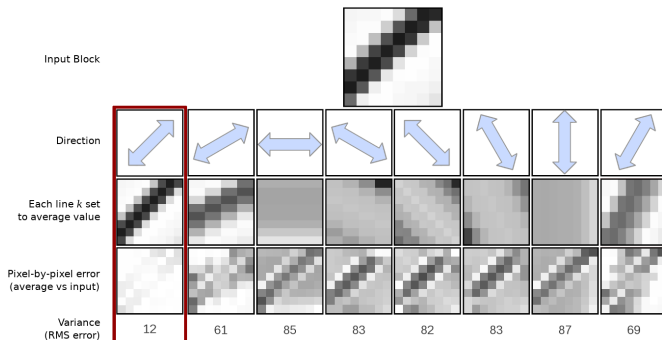 Input Block
Direction
Each line k set
to average value
Pixel-by-pixel error
(average vs input)
Variance
(RMS error)
12 61 85 83 82 83 87 69